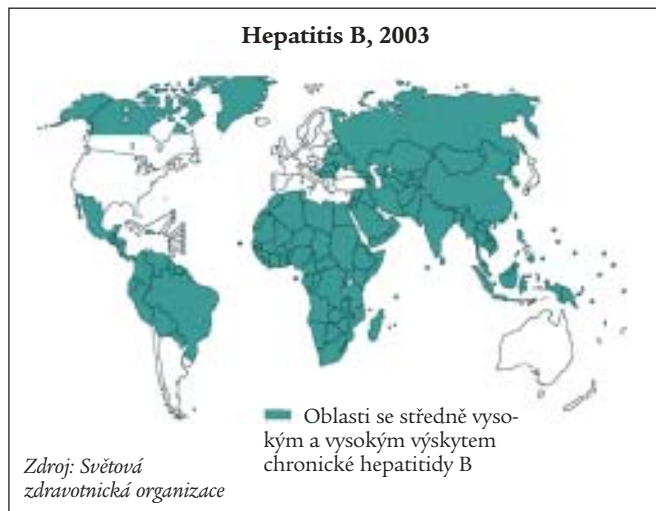 Hepatitis B, 2003
Oblasti se středně vyso-
kým a vysokým výskytem
chronické hepatitidy B
Zdroj: Světová
zdravotnická organizace